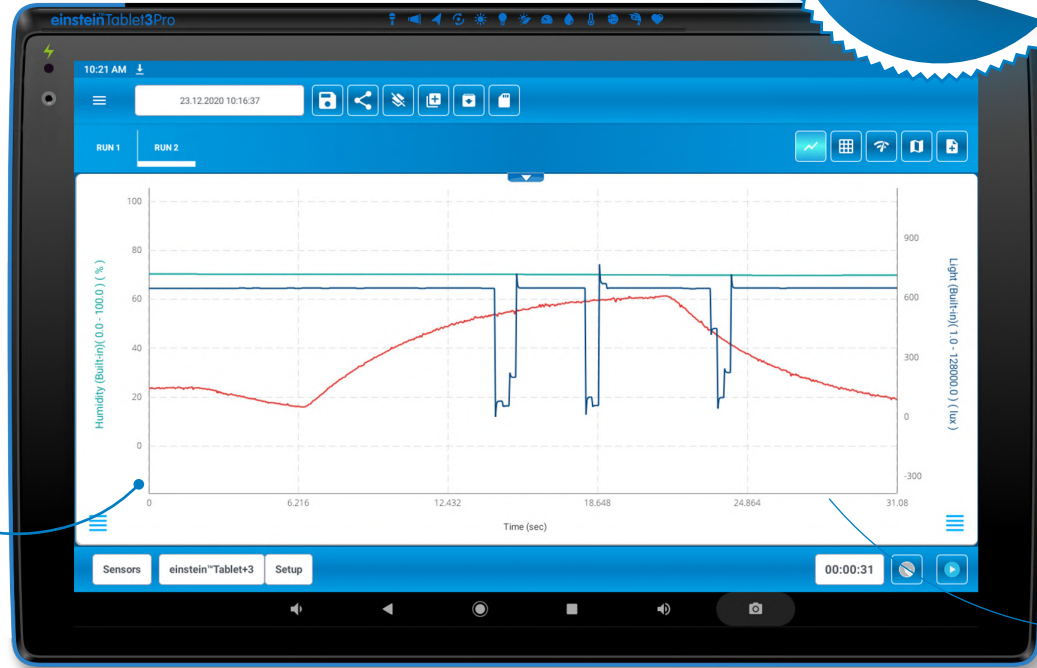 einstein™Tablet3Pro
10:21 AM
23.12.2020 10:16:37
RUN 1
RUN 2
100
80
60
40
20
0
Humidity (Built-in)( 0.0 - 100.0 ) ( % )
900
600
300
0
-300
Light (Built-in)( 1.0 - 128000.0 ) ( lux )
0
6.216
12.432
18.648
24.864
31.08
Time (sec)
Sensors
einstein™Tablet+3
Setup
00:00:31